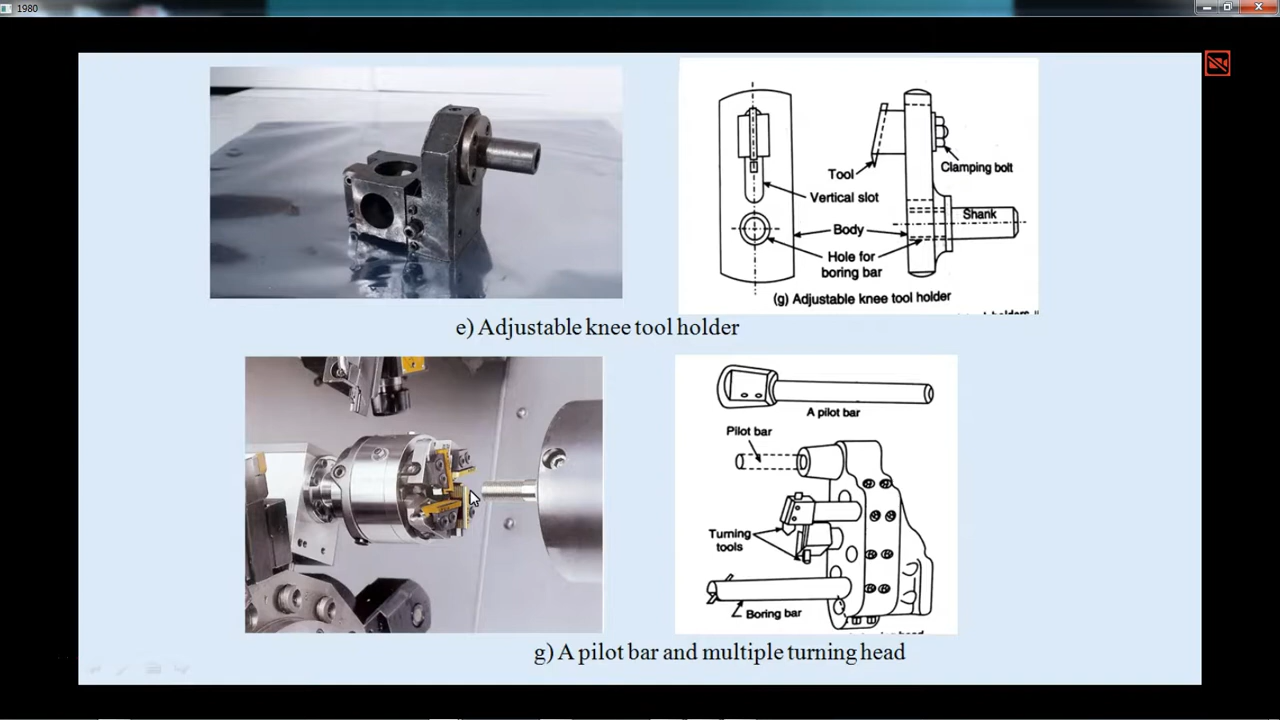 1980
Tool
Clamping bolt
Vertical slot
Shank
Body
Hole for
boring bar
(g) Adjustable knee tool holder
e) Adjustable knee tool holder
A pilot bar
Pilot bar
Turning
tools
Boring bar
g) A pilot bar and multiple turning head